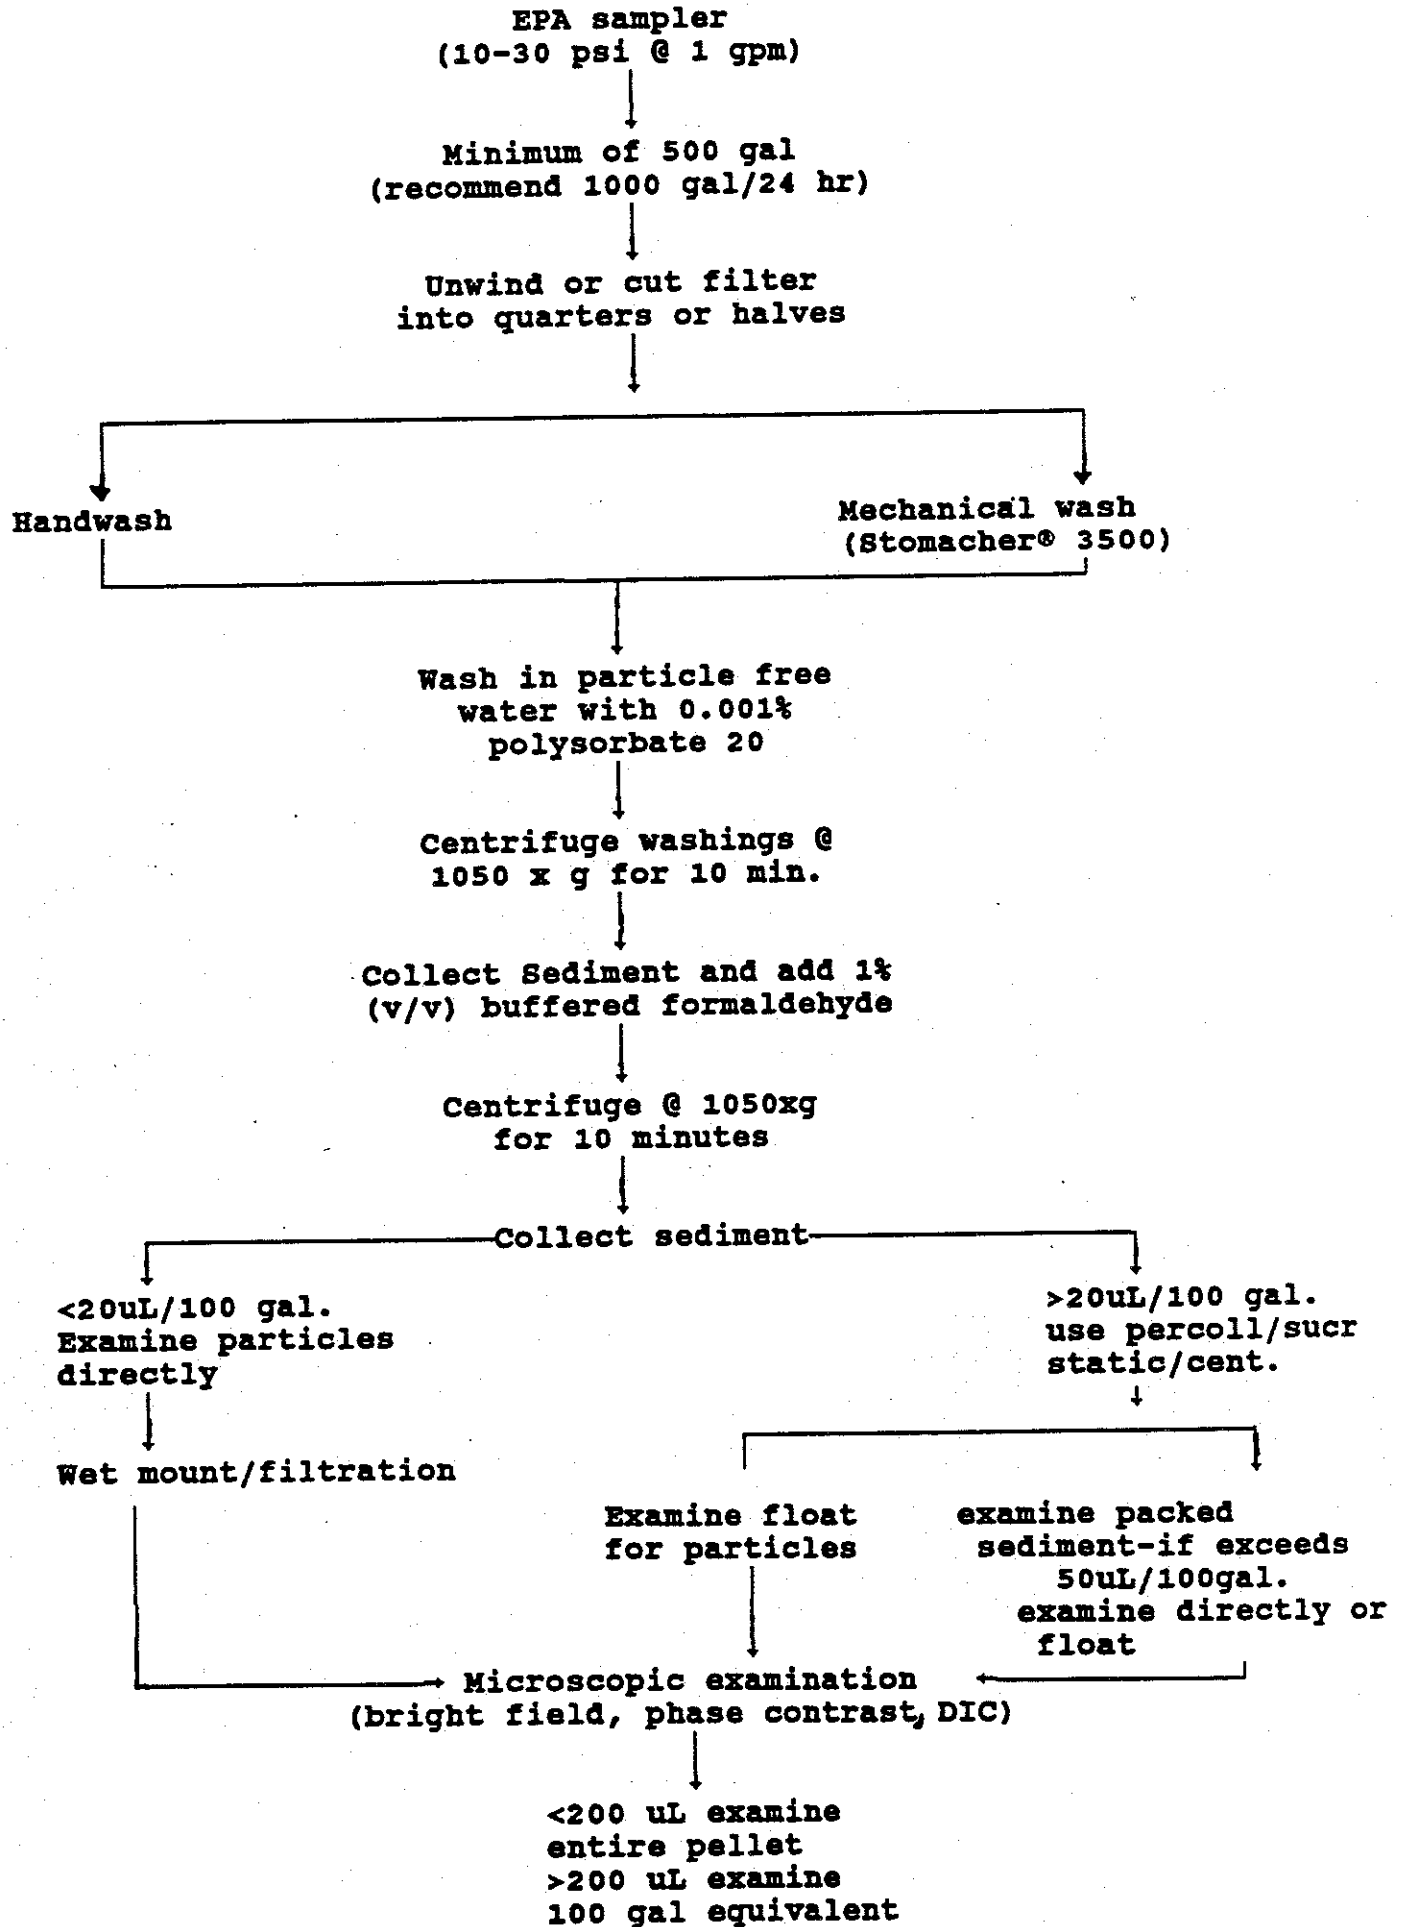 EPA sampler
(10-30 psi @ 1 gpm)
Minimum of 500 gal
(recommend 1000 gal/24 hr)
Unwind or cut filter
into quarters or halves
Handwash
Mechanical wash
(Stomacher® 3500)
Wash in particle free
water with 0.001%
polysorbate 20
Centrifuge washings @
1050 x g for 10 min.
Collect Sediment and add 1%
(v/v) buffered formaldehyde
Centrifuge @ 1050xg
for 10 minutes
Collect sediment
<20uL/100 gal.
Examine particles
directly
>20uL/100 gal.
use percoll/sucr
static/cent.
Wet mount/filtration
Examine float
for particles
examine packed
sediment-if exceeds
50uL/100gal.
examine directly or
float
Microscopic examination
(bright field, phase contrast, DIC)
<200 uL examine
entire pellet
>200 uL examine
100 gal equivalent